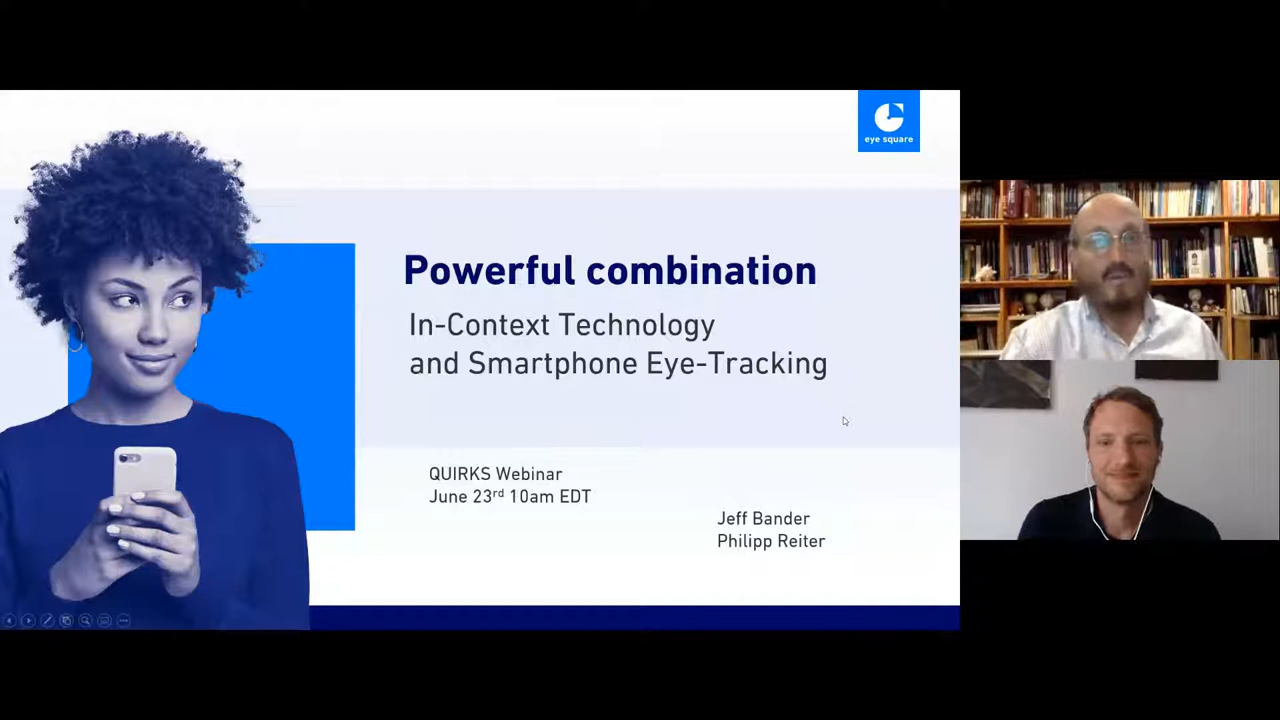 eye square
Powerful combination
In-Context Technology
and Smartphone Eye-Tracking
QUIRKS Webinar
June 23rd 10am EDT
Jeff Bander
Philipp Reiter